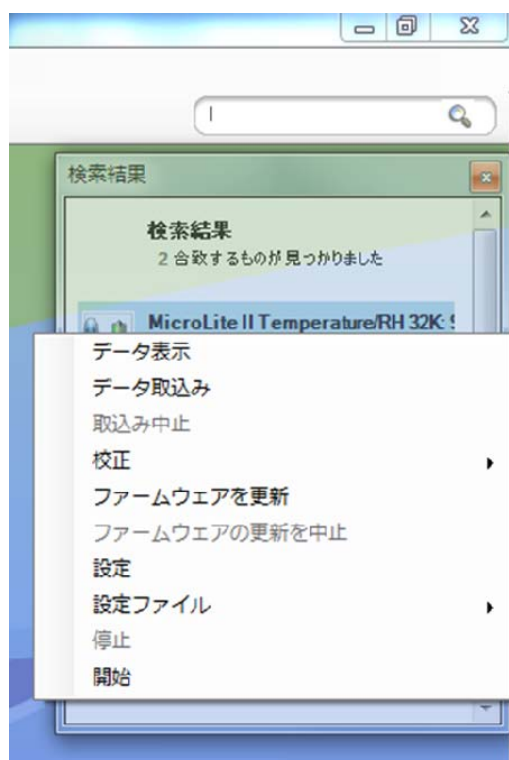 l
検索結果
検索結果
2 合致するものが見つかりました
MicroLite II Temperature/RH 32K:
データ表示
データ取込み
取込み中止
校正
ファームウェアを更新
ファームウェアの更新を中止
設定
設定ファイル
停止
開始